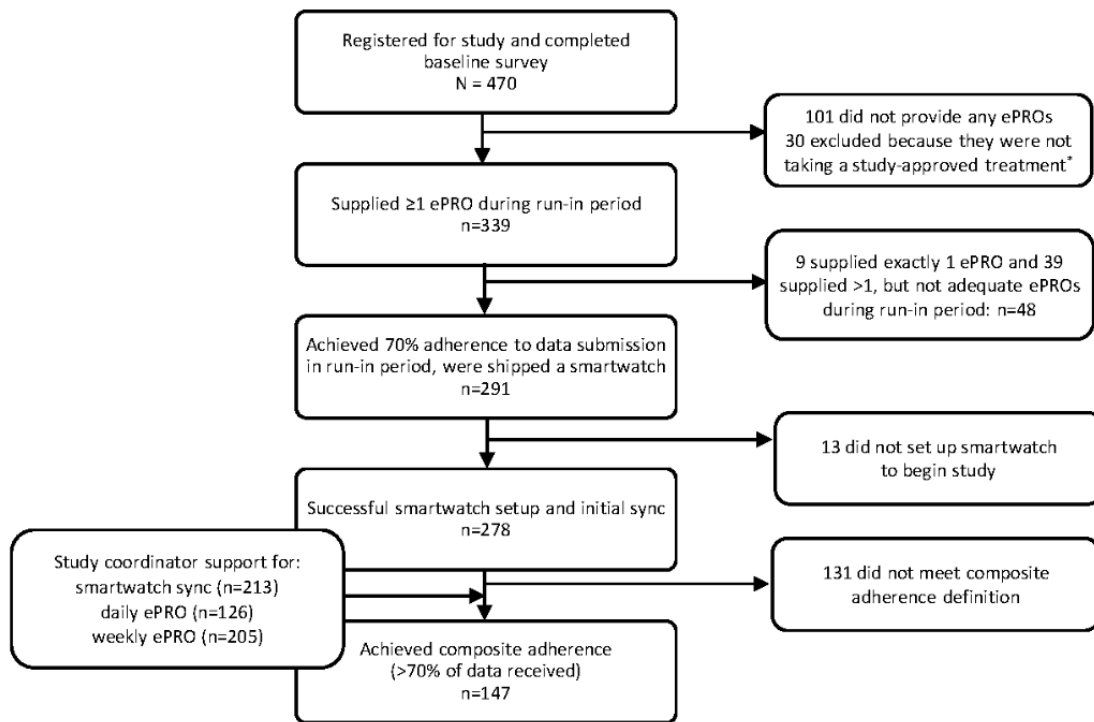 Registered for study and completed
baseline survey
N = 470
101 did not provide any ePROs
30 excluded because they were not
taking a study-approved treatment*
Supplied ≥1 ePRO during run-in period
n=339
9 supplied exactly 1 ePRO and 39
supplied >1, but not adequate ePROs
during run-in period: n=48
Achieved 70% adherence to data submission
in run-in period, were shipped a smartwatch
n=291
13 did not set up smartwatch
to begin study
Successful smartwatch setup and initial sync
n=278
Study coordinator support for:
smartwatch sync (n=213)
daily ePRO (n=126)
weekly ePRO (n=205)
131 did not meet composite
adherence definition
Achieved composite adherence
(>70% of data received)
n=147